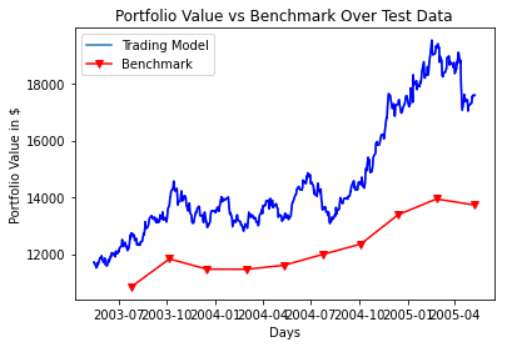 Portfolio Value vs Benchmark Over Test Data
Trading Model
Benchmark
18000
16000
14000
12000
Portfolio Value in $
2003-07 2003-10 2004-01 2004-04 2004-07 2004-10 2005-01 2005-04
Days